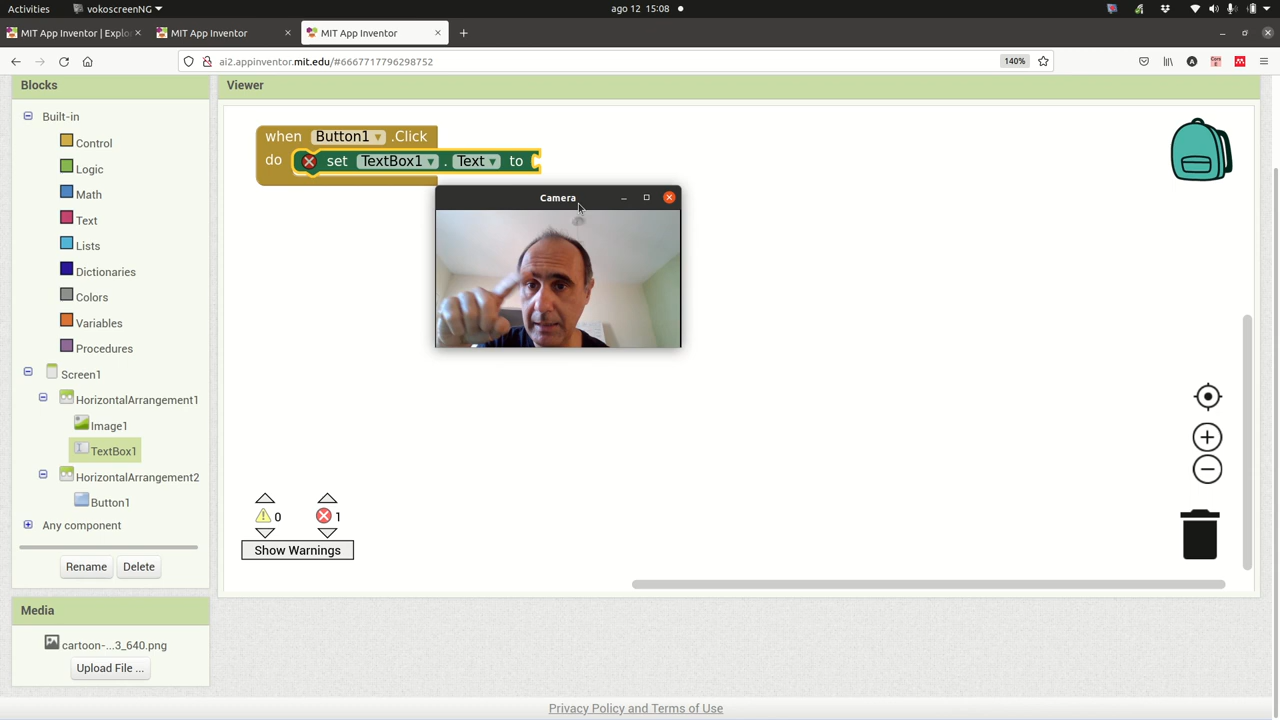 Activities
vokoscreenNG
ago 12 15:08
MIT App Inventor | Explo
MIT App Inventor
MIT App Inventor
ai2.appinventor.mit.edu/#6667717796298752
140%
Blocks
Viewer
Built-in
Control
Logic
Math
Text
Lists
Dictionaries
Colors
Variables
Procedures
Screen1
HorizontalArrangement1
Image1
TextBox1
HorizontalArrangement2
Button1
Any component
Rename
Delete
when Button1 .Click
do set TextBox1 . Text to
Camera
0
1
Show Warnings
Media
cartoon-...3_640.png
Upload File ...
Privacy Policy and Terms of Use